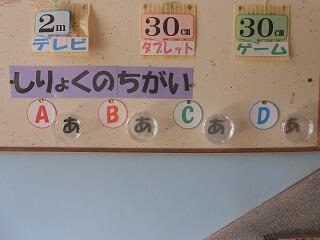 2m 30cm 30cm
テレビ タブレット ゲーム
しりょくのちがい
A あ B あ C あ D あ